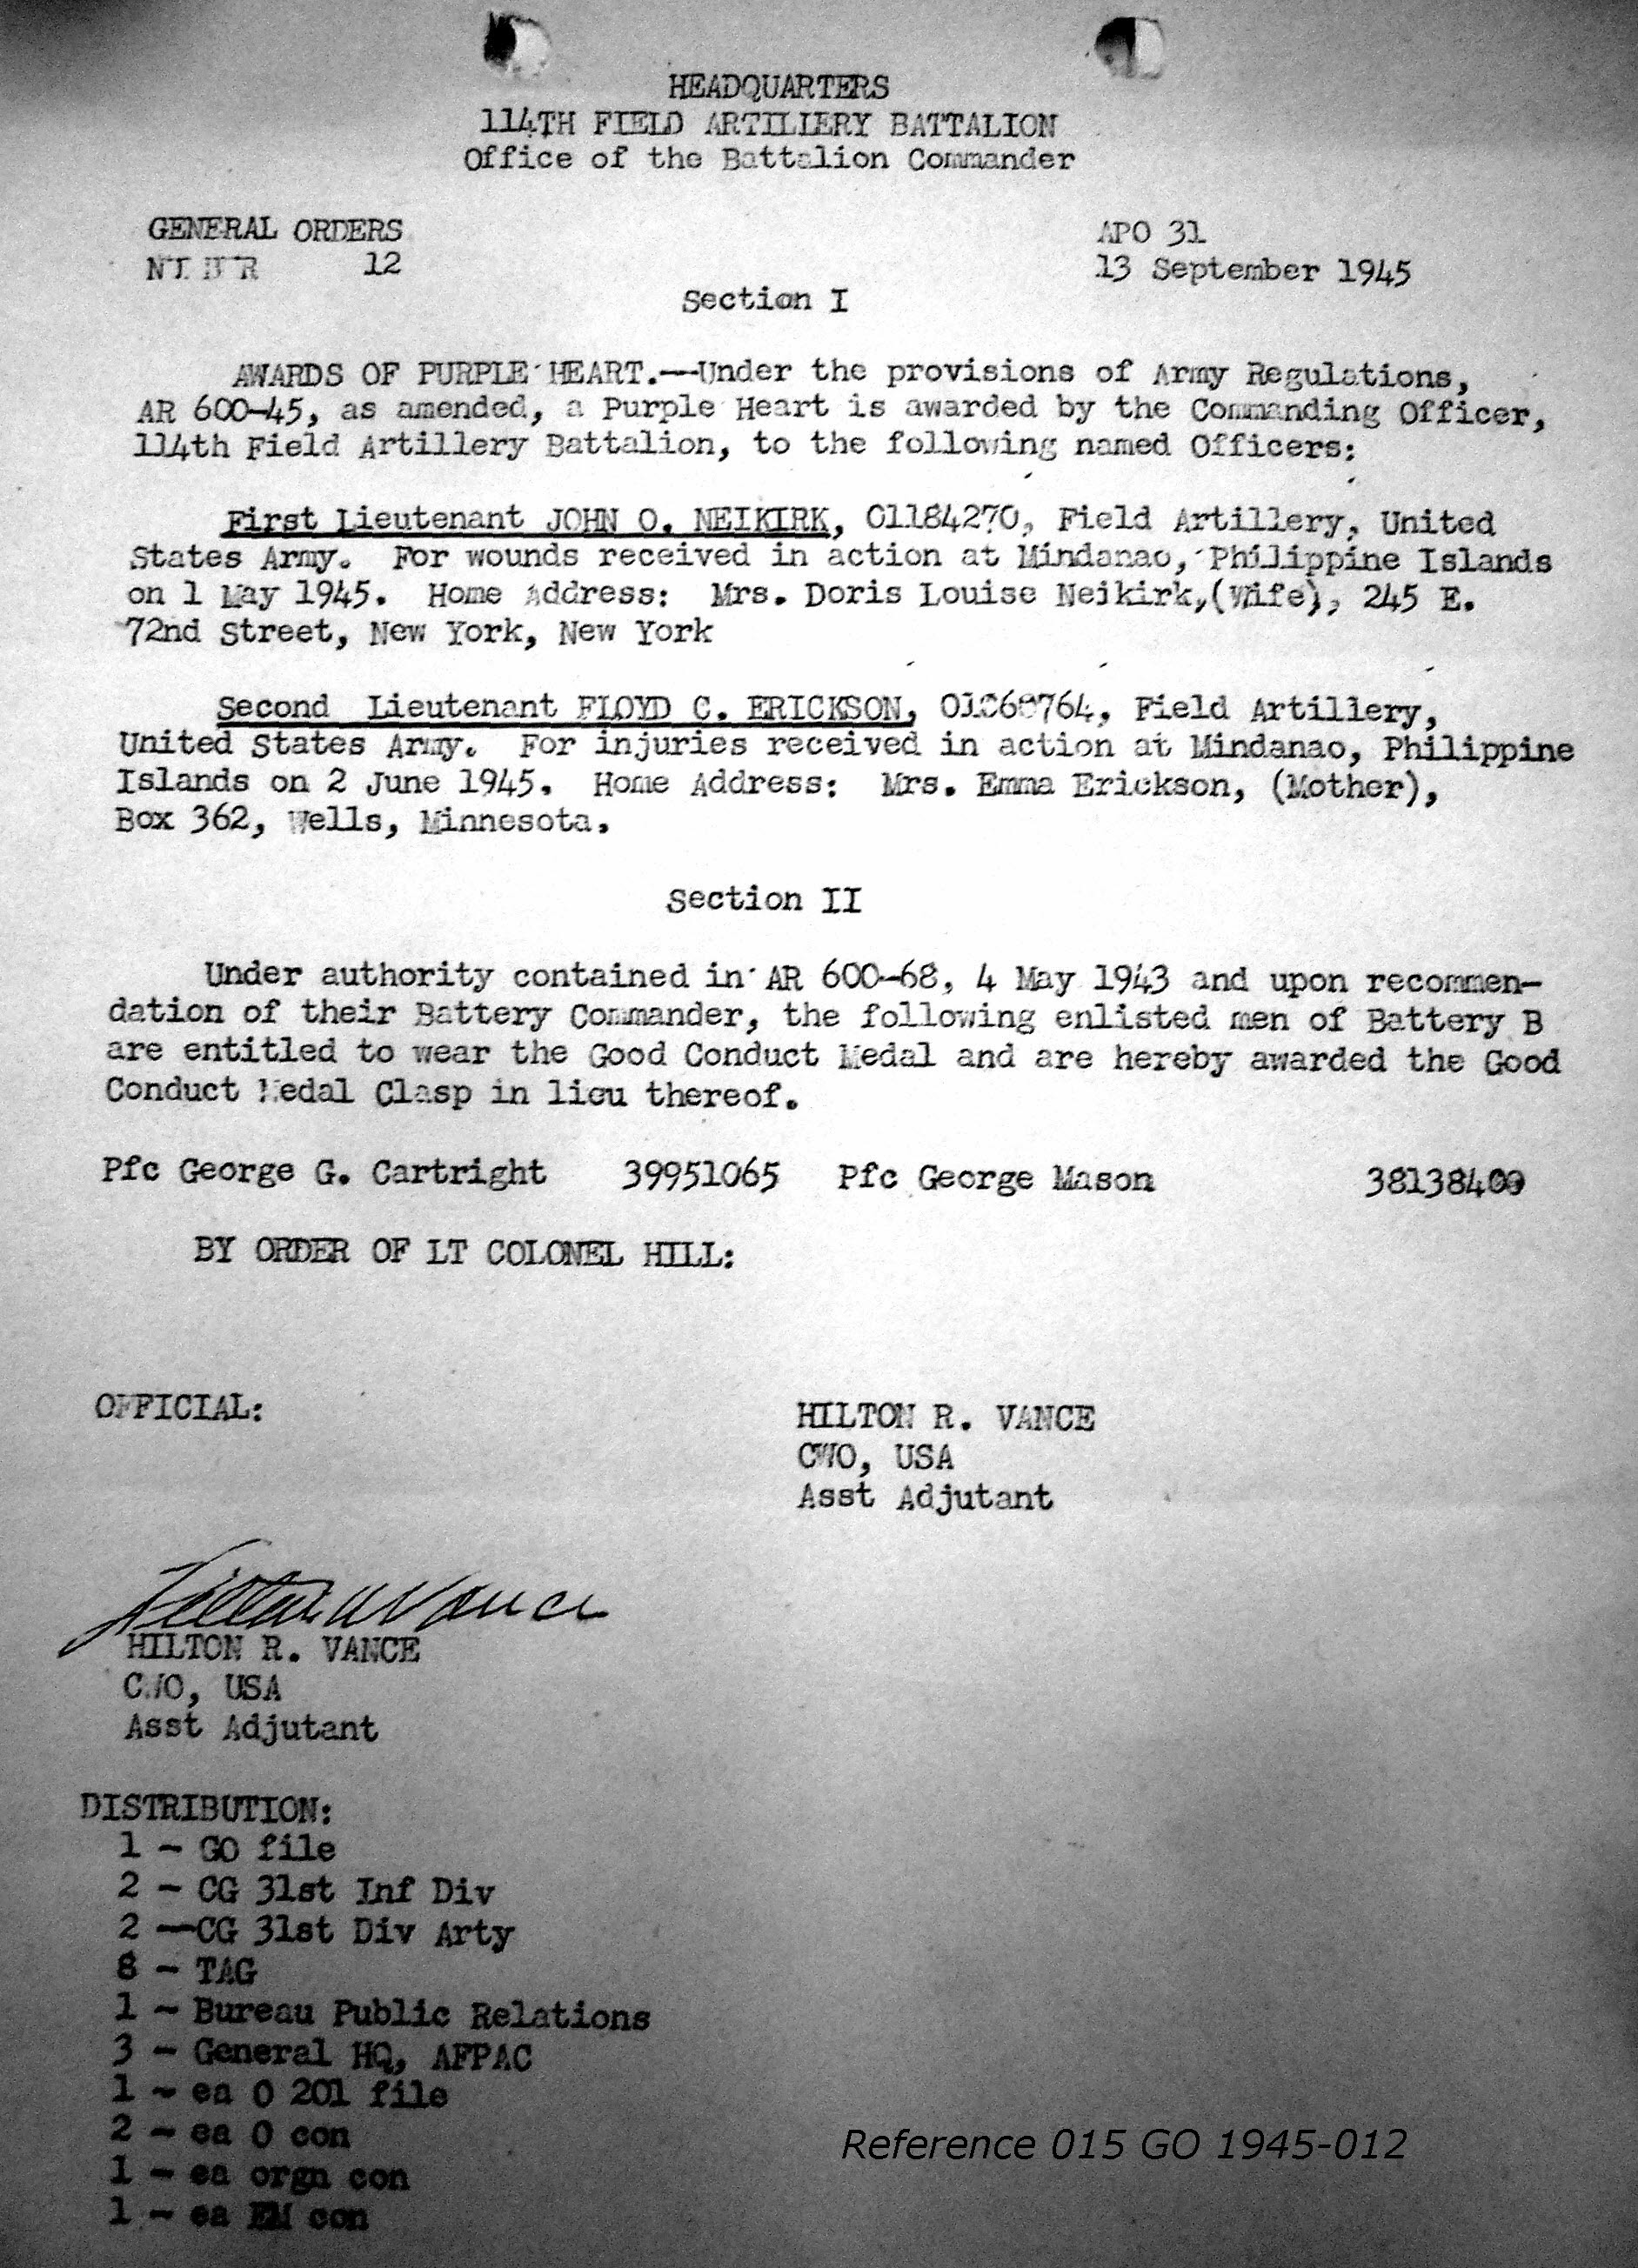 HEADQUARTERS
114TH FIELD ARTILLERY BATTALION
Office of the Battalion Commander
GENERAL ORDERS
APO 31
NUMBER 12
13 September 1945
Section I
AWARDS OF PURPLE HEART.—Under the provisions of Army Regulations,
AR 600-45, as amended, a Purple Heart is awarded by the Commanding Officer,
114th Field Artillery Battalion, to the following named Officers:
First Lieutenant JOHN O. NEIKIRK, O1184270, Field Artillery, United
States Army. For wounds received in action at Mindanao, Philippine Islands
on 1 May 1945. Home Address: Mrs. Doris Louise Neikirk,(Wife), 245 E.
72nd Street, New York, New York
Second Lieutenant FLOYD C. ERICKSON, Field Artillery,
United States Army. For injuries received in action at Mindanao, Philippine
Islands on 2 June 1945. Home Address: Mrs. Emma Erickson, (Mother),
Box 362, Wells, Minnesota.
Section II
Under authority contained in AR 600-68, 4 May 1943 and upon recommen-
dation of their Battery Commander, the following enlisted men of Battery B
are entitled to wear the Good Conduct Medal and are hereby awarded the Good
Conduct Medal Clasp in lieu thereof.
Pfc George G. Cartright 39951065 Pfc George Mason
BY ORDER OF LT COLONEL HILL:
OFFICIAL:
HILTON R. VANCE
CWO, USA
Asst Adjutant
Hilton R Vance
HILTON R. VANCE
CWO, USA
Asst Adjutant
DISTRIBUTION:
1 - GO file
2 - CG 31st Inf Div
2 —CG 31st Div Arty
8 - TAG
1 - Bureau Public Relations
3 - General HQ, AFPAC
1 - ea O 201 file
2 - ea O con
1 - ea orgn con
1 - ea EM con
Reference 015 GO 1945-012